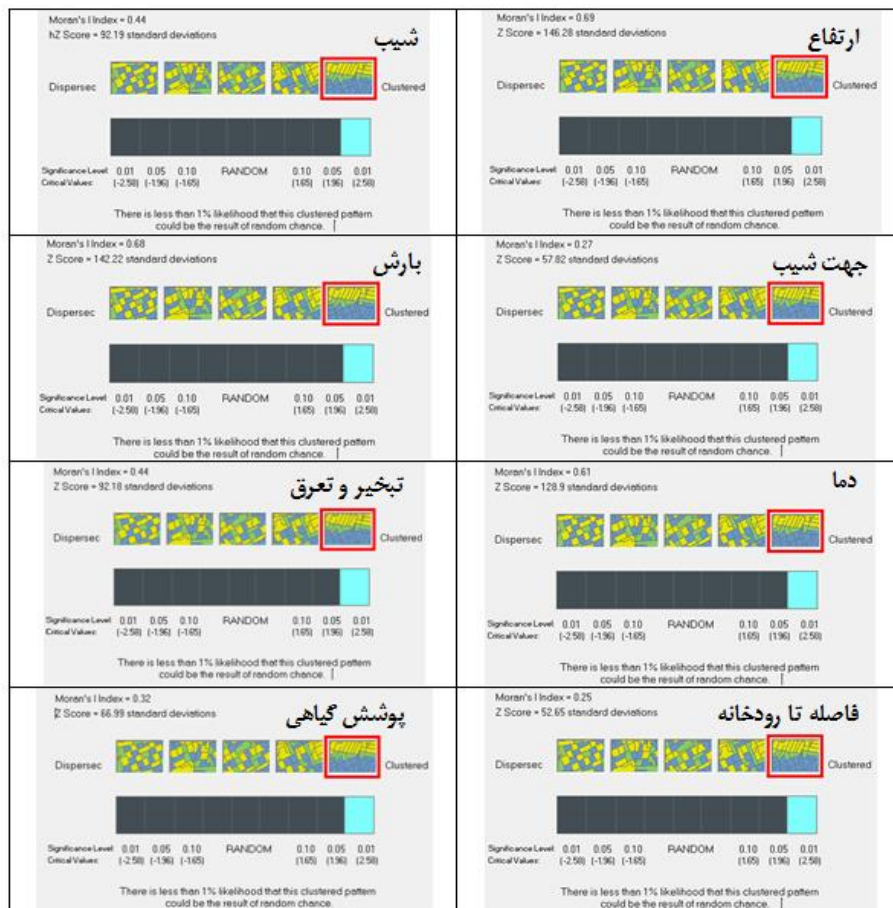 Moran's I Index = 0.44
hZ Score = 92.19 standard deviations
شیب
Dispersec
Clustered
Significance Level: 0.01 0.05 0.10 RANDOM 0.10 0.05 0.01
Critical Values: (-2.58) (-1.96) (-1.65) (1.65) (1.96) (2.58)
There is less than 1% likelihood that this clustered pattern
could be the result of random chance.
Moran's I Index = 0.69
Z Score = 146.28 standard deviations
ارتفاع
Dispersec
Clustered
Significance Level: 0.01 0.05 0.10 RANDOM 0.10 0.05 0.01
Critical Values: (-2.58) (-1.96) (-1.65) (1.65) (1.96) (2.58)
There is less than 1% likelihood that this clustered pattern
could be the result of random chance.
Moran's I Index = 0.68
Z Score = 142.22 standard deviations
بارش
Dispersec
Clustered
Significance Level: 0.01 0.05 0.10 RANDOM 0.10 0.05 0.01
Critical Values: (-2.58) (-1.96) (-1.65) (1.65) (1.96) (2.58)
There is less than 1% likelihood that this clustered pattern
could be the result of random chance.
Moran's I Index = 0.27
Z Score = 57.82 standard deviations
جهت شیب
Dispersec
Clustered
Significance Level: 0.01 0.05 0.10 RANDOM 0.10 0.05 0.01
Critical Values: (-2.58) (-1.96) (-1.65) (1.65) (1.96) (2.58)
There is less than 1% likelihood that this clustered pattern
could be the result of random chance.
Moran's I Index = 0.44
Z Score = 92.18 standard deviations
تبخیر و تعرق
Dispersec
Clustered
Significance Level: 0.01 0.05 0.10 RANDOM 0.10 0.05 0.01
Critical Values: (-2.58) (-1.96) (-1.65) (1.65) (1.96) (2.58)
There is less than 1% likelihood that this clustered pattern
could be the result of random chance.
Moran's I Index = 0.61
Z Score = 128.9 standard deviations
دما
Dispersec
Clustered
Significance Level: 0.01 0.05 0.10 RANDOM 0.10 0.05 0.01
Critical Values: (-2.58) (-1.96) (-1.65) (1.65) (1.96) (2.58)
There is less than 1% likelihood that this clustered pattern
could be the result of random chance.
Moran's I Index = 0.32
Z Score = 66.99 standard deviations
پوشش گیاهی
Dispersec
Clustered
Significance Level: 0.01 0.05 0.10 RANDOM 0.10 0.05 0.01
Critical Values: (-2.58) (-1.96) (-1.65) (1.65) (1.96) (2.58)
There is less than 1% likelihood that this clustered pattern
could be the result of random chance.
Moran's I Index = 0.25
Z Score = 52.65 standard deviations
فاصله تا رودخانه
Dispersec
Clustered
Significance Level: 0.01 0.05 0.10 RANDOM 0.10 0.05 0.01
Critical Values: (-2.58) (-1.96) (-1.65) (1.65) (1.96) (2.58)
There is less than 1% likelihood that this clustered pattern
could be the result of random chance.